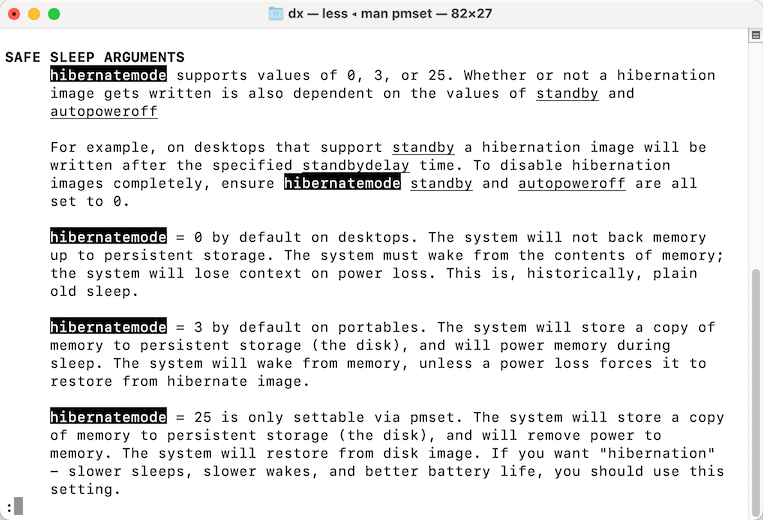 dx — less ◂ man pmset — 82×27
SAFE SLEEP ARGUMENTS
hibernatemode supports values of 0, 3, or 25. Whether or not a hibernation
image gets written is also dependent on the values of standby and
autopoweroff
For example, on desktops that support standby a hibernation image will be
written after the specified standbydelay time. To disable hibernation
images completely, ensure hibernatemode standby and autopoweroff are all
set to 0.
hibernatemode = 0 by default on desktops. The system will not back memory
up to persistent storage. The system must wake from the contents of memory;
the system will lose context on power loss. This is, historically, plain
old sleep.
hibernatemode = 3 by default on portables. The system will store a copy of
memory to persistent storage (the disk), and will power memory during
sleep. The system will wake from memory, unless a power loss forces it to
restore from hibernate image.
hibernatemode = 25 is only settable via pmset. The system will store a copy
of memory to persistent storage (the disk), and will remove power to
memory. The system will restore from disk image. If you want "hibernation"
– slower sleeps, slower wakes, and better battery life, you should use this
setting.
: